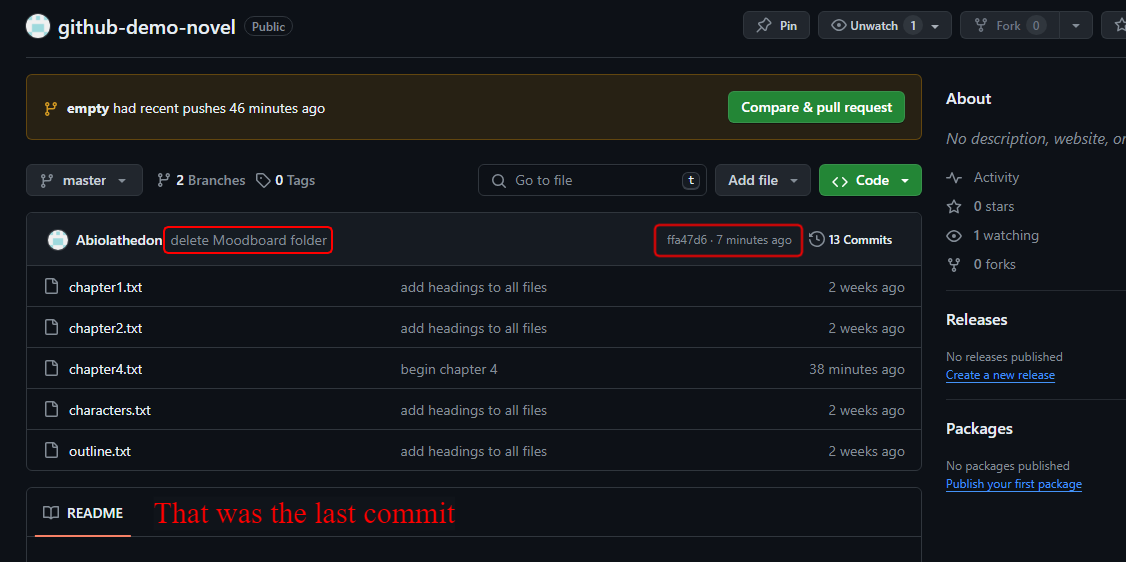 github-demo-novel Public Pin Unwatch 1 Fork 0
empty had recent pushes 46 minutes ago Compare & pull request
master 2 Branches 0 Tags Go to file t Add file Code
Abiolathedon delete Moodboard folder ffa47d6 · 7 minutes ago 13 Commits
chapter1.txt add headings to all files 2 weeks ago
chapter2.txt add headings to all files 2 weeks ago
chapter4.txt begin chapter 4 38 minutes ago
characters.txt add headings to all files 2 weeks ago
outline.txt add headings to all files 2 weeks ago
README That was the last commit
About
No description, website, or
Activity
0 stars
1 watching
0 forks
Releases
No releases published
Create a new release
Packages
No packages published
Publish your first package